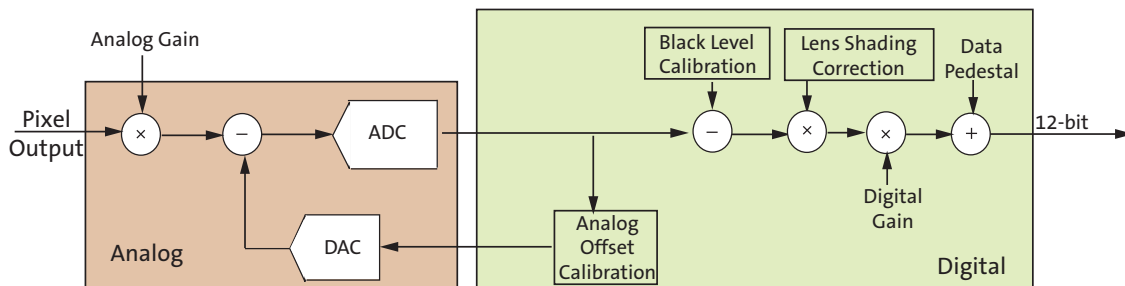 Analog Gain
Pixel
Output
×
−
ADC
DAC
Analog
Black Level
Calibration
Lens Shading
Correction
Data
Pedestal
−
×
×
+
12-bit
Digital
Gain
Analog
Offset
Calibration
Digital